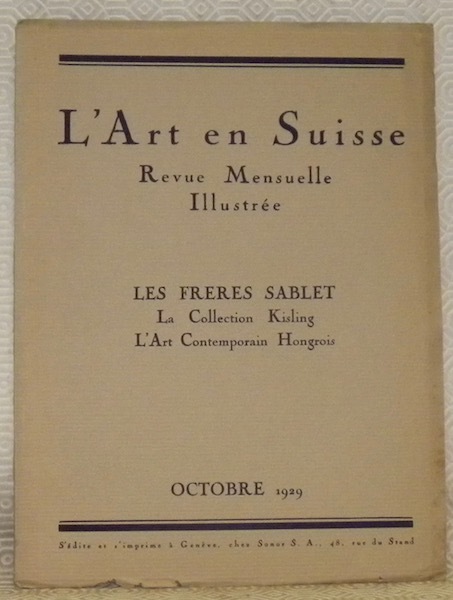 L'Art en Suisse
Revue Mensuelle
Illustrée
LES FRERES SABLET
La Collection Kisling
L'Art Contemporain Hongrois
OCTOBRE 1929
S'édite et s'imprime à Genève, chez Sonor S. A., 48, rue du Stand